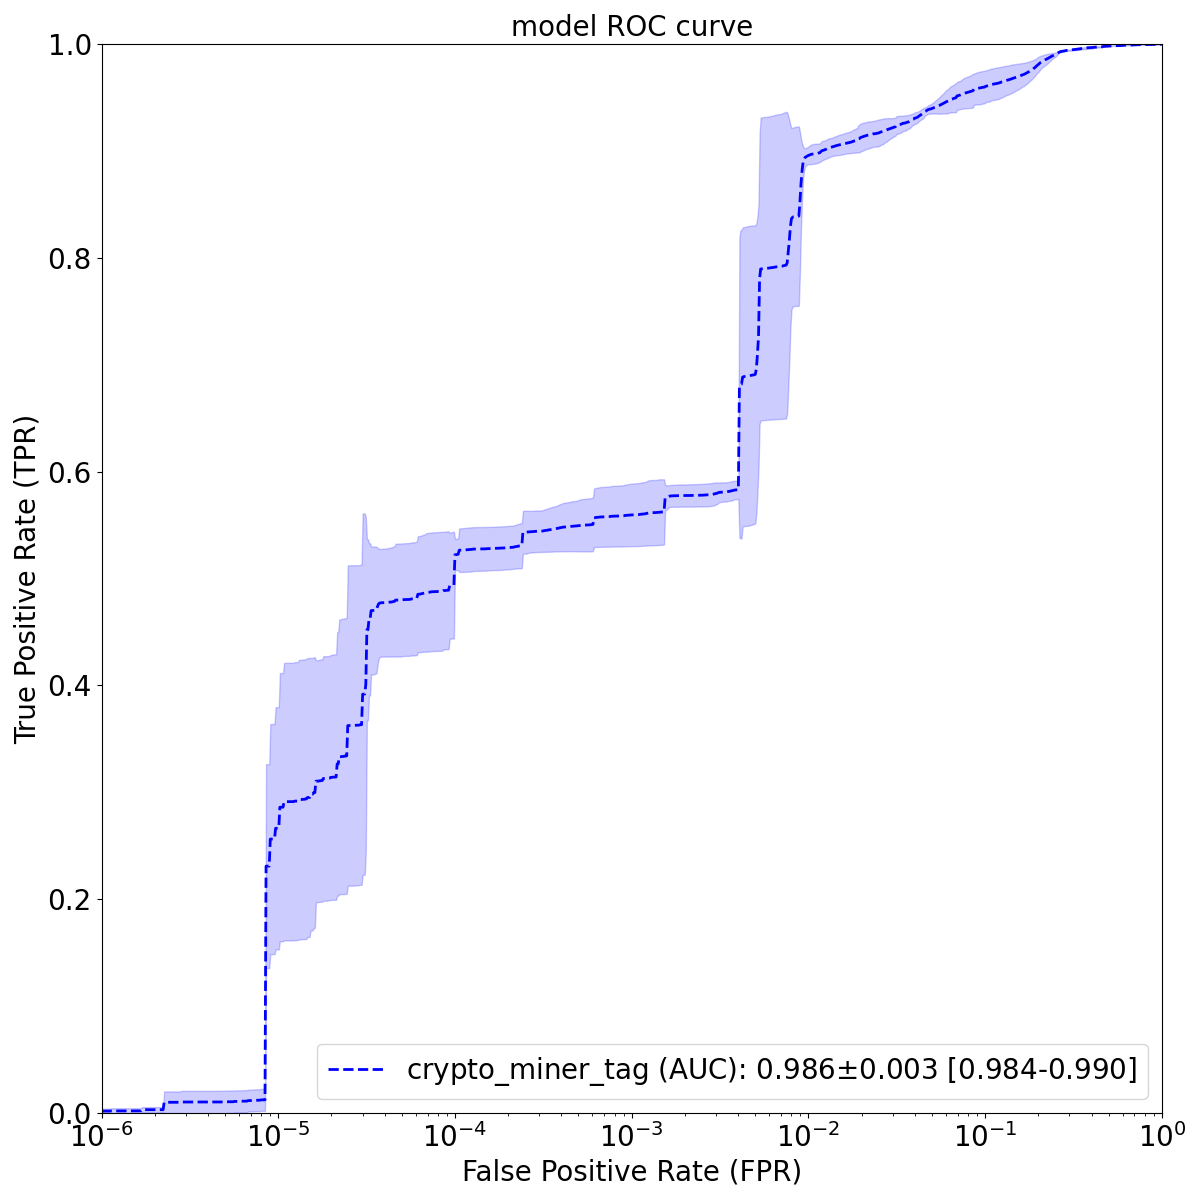 model ROC curve
1.0
0.8
0.6
0.4
0.2
0.0
True Positive Rate (TPR)
crypto_miner_tag (AUC): 0.986±0.003 [0.984-0.990]
10⁻⁶ 10⁻⁵ 10⁻⁴ 10⁻³ 10⁻² 10⁻¹ 10⁰
False Positive Rate (FPR)